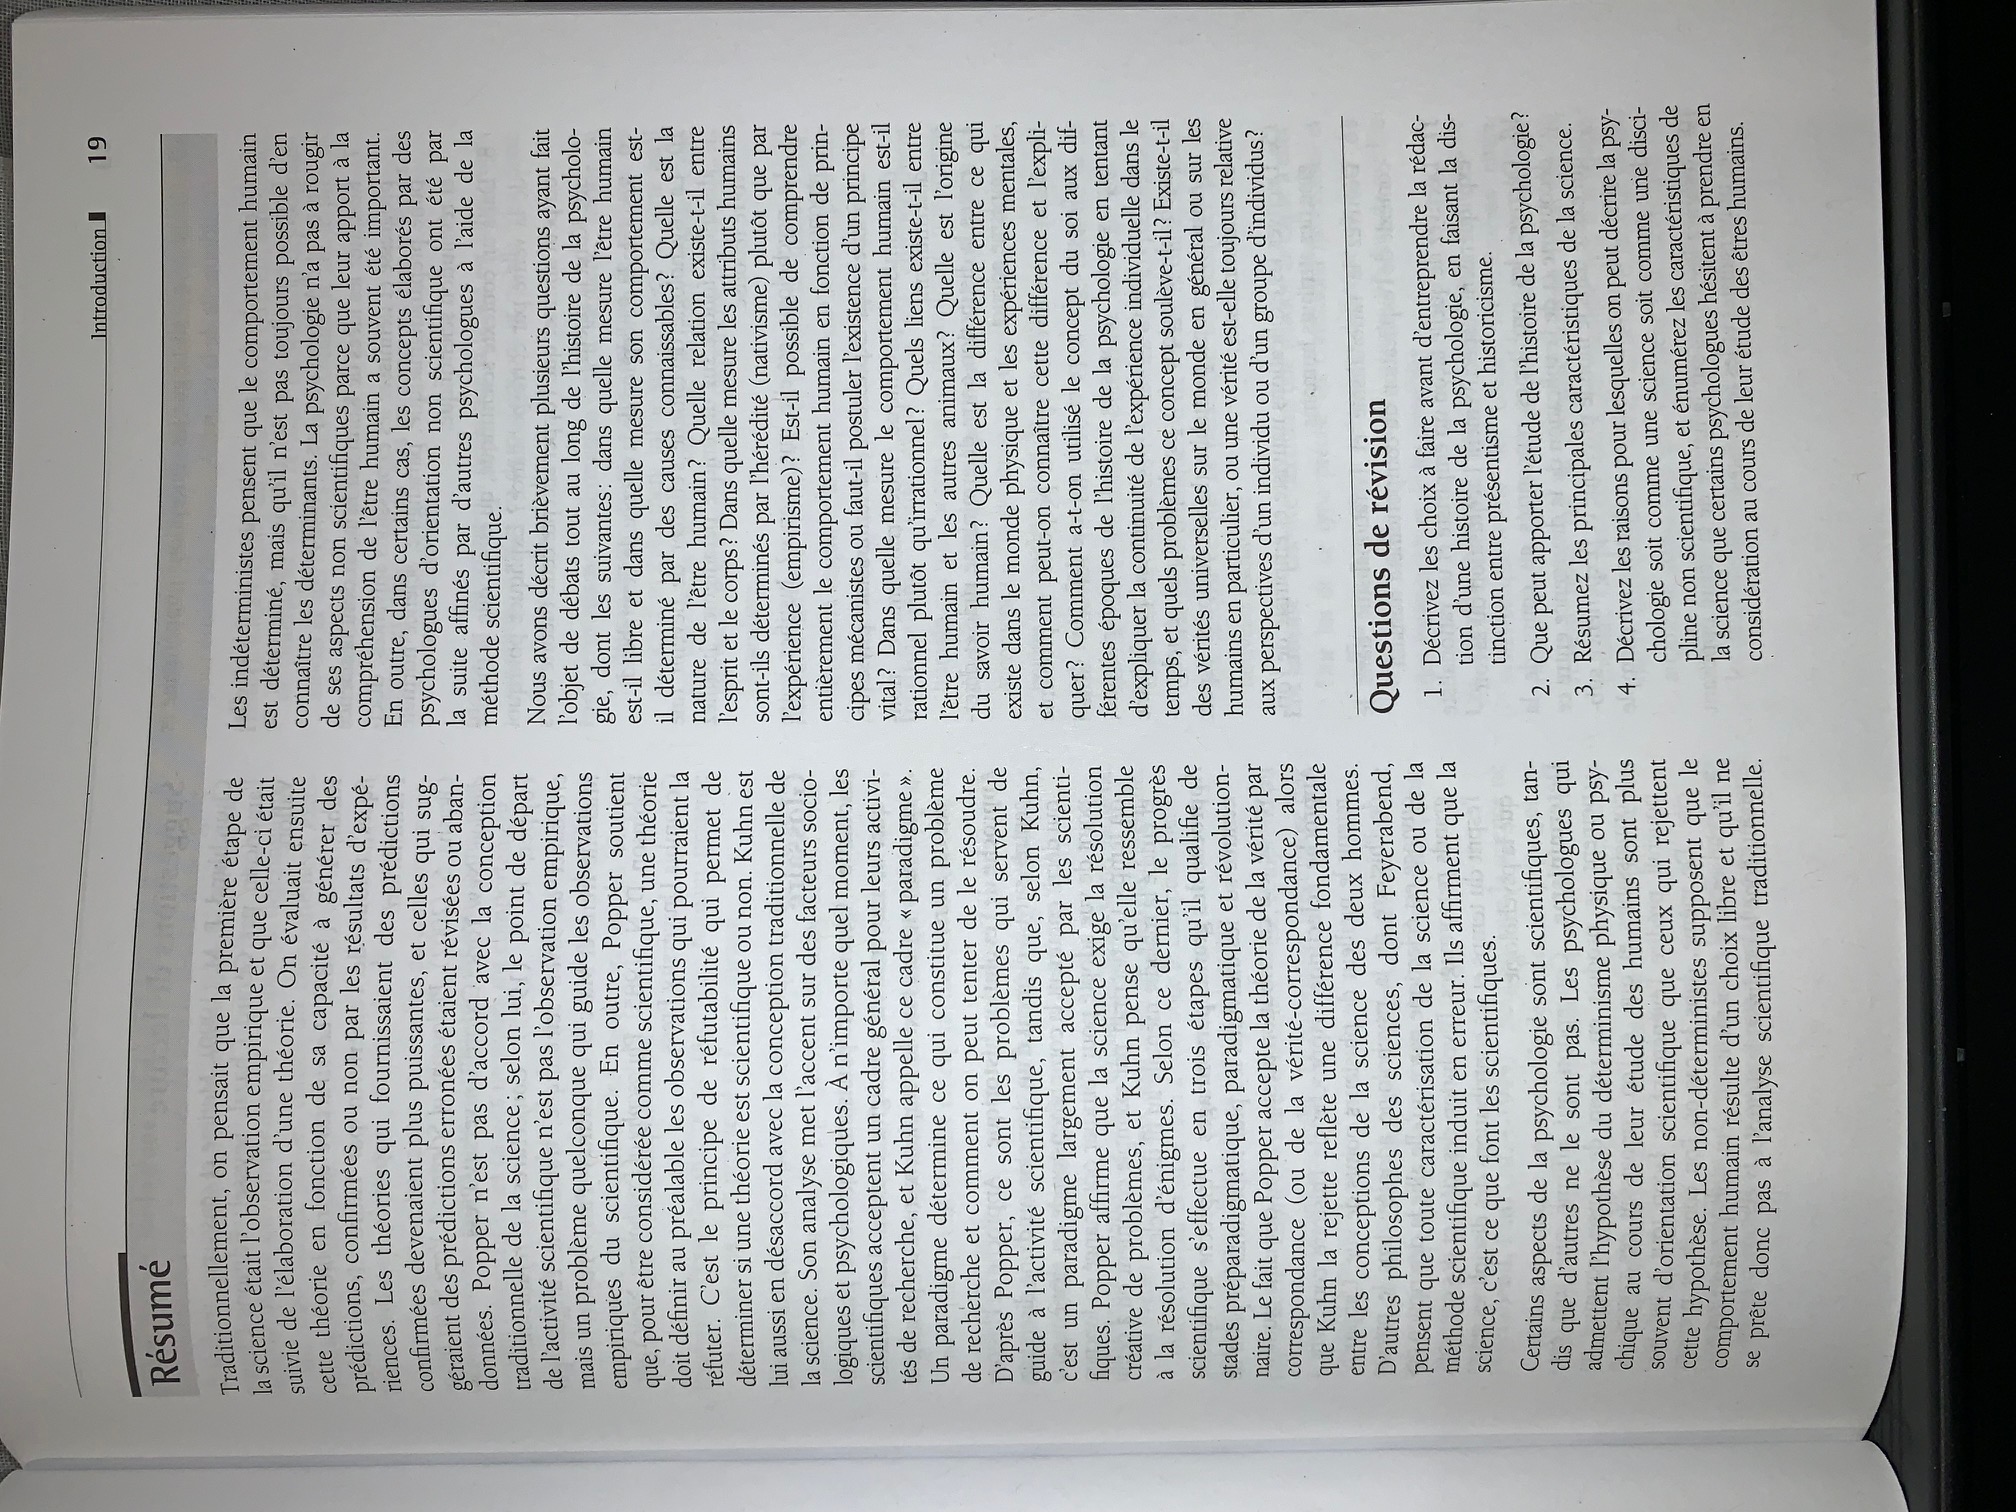 Introduction 19
Résumé
Traditionnellement, on pensait que la première étape de
la science était l'observation empirique et que celle-ci était
suivie de l'élaboration d'une théorie. On évaluait ensuite
cette théorie en fonction de sa capacité à générer des
prédictions, confirmées ou non par les résultats d'expé-
riences. Les théories qui fournissaient des prédictions
confirmées devenaient plus puissantes, et celles qui sug-
géraient des prédictions erronées étaient révisées ou aban-
données. Popper n'est pas d'accord avec la conception
traditionnelle de la science ; selon lui, le point de départ
de l'activité scientifique n'est pas l'observation empirique,
mais un problème quelconque qui guide les observations
empiriques du scientifique. En outre, Popper soutient
que, pour être considérée comme scientifique, une théorie
doit définir au préalable les observations qui pourraient la
réfuter. C'est le principe de réfutabilité qui permet de
déterminer si une théorie est scientifique ou non. Kuhn est
lui aussi en désaccord avec la conception traditionnelle de
la science. Son analyse met l'accent sur des facteurs socio-
logiques et psychologiques. À n'importe quel moment, les
scientifiques acceptent un cadre général pour leurs activi-
tés de recherche, et Kuhn appelle ce cadre « paradigme ».
Un paradigme détermine ce qui constitue un problème
de recherche et comment on peut tenter de le résoudre.
D'après Popper, ce sont les problèmes qui servent de
guide à l'activité scientifique, tandis que, selon Kuhn,
c'est un paradigme largement accepté par les scienti-
fiques. Popper affirme que la science exige la résolution
créative de problèmes, et Kuhn pense qu'elle ressemble
à la résolution d'énigmes. Selon ce dernier, le progrès
scientifique s'effectue en trois étapes qu'il qualifie de
stades préparadigmatique, paradigmatique et révolution-
naire. Le fait que Popper accepte la théorie de la vérité par
correspondance (ou de la vérité-correspondance) alors
que Kuhn la rejette reflète une différence fondamentale
entre les conceptions de la science des deux hommes.
D'autres philosophes des sciences, dont Feyerabend,
pensent que toute caractérisation de la science ou de la
méthode scientifique induit en erreur. Ils affirment que la
science, c'est ce que font les scientifiques.
Certains aspects de la psychologie sont scientifiques, tan-
dis que d'autres ne le sont pas. Les psychologues qui
admettent l'hypothèse du déterminisme physique ou psy-
chique au cours de leur étude des humains sont plus
souvent d'orientation scientifique que ceux qui rejettent
cette hypothèse. Les non-déterministes supposent que le
comportement humain résulte d'un choix libre et qu'il ne
se prête donc pas à l'analyse scientifique traditionnelle.
Les indéterministes pensent que le comportement humain
est déterminé, mais qu'il n'est pas toujours possible d'en
connaître les déterminants. La psychologie n'a pas à rougir
de ses aspects non scientifiques parce que leur apport à la
compréhension de l'être humain a souvent été important.
En outre, dans certains cas, les concepts élaborés par des
psychologues d'orientation non scientifique ont été par
la suite affinés par d'autres psychologues à l'aide de la
méthode scientifique.
Nous avons décrit brièvement plusieurs questions ayant fait
l'objet de débats tout au long de l'histoire de la psycholo-
gie, dont les suivantes : dans quelle mesure l'être humain
est-il libre et dans quelle mesure son comportement est-
il déterminé par des causes connaissables ? Quelle est la
nature de l'être humain ? Quelle relation existe-t-il entre
l'esprit et le corps ? Dans quelle mesure les attributs humains
sont-ils déterminés par l'hérédité (nativisme) plutôt que par
l'expérience (empirisme) ? Est-il possible de comprendre
entièrement le comportement humain en fonction de prin-
cipes mécanistes ou faut-il postuler l'existence d'un principe
vital ? Dans quelle mesure le comportement humain est-il
rationnel plutôt qu'irrationnel ? Quels liens existe-t-il entre
l'être humain et les autres animaux ? Quelle est l'origine
du savoir humain ? Quelle est la différence entre ce qui
existe dans le monde physique et les expériences mentales,
et comment peut-on connaître cette différence et l'expli-
quer ? Comment a-t-on utilisé le concept du soi aux dif-
férentes époques de l'histoire de la psychologie en tentant
d'expliquer la continuité de l'expérience individuelle dans le
temps, et quels problèmes ce concept soulève-t-il ? Existe-t-il
des vérités universelles sur le monde en général ou sur les
humains en particulier, ou une vérité est-elle toujours relative
aux perspectives d'un individu ou d'un groupe d'individus ?
Questions de révision
1. Décrivez les choix à faire avant d'entreprendre la rédac-
tion d'une histoire de la psychologie, en faisant la dis-
tinction entre présentisme et historicisme.
2. Que peut apporter l'étude de l'histoire de la psychologie ?
3. Résumez les principales caractéristiques de la science.
4. Décrivez les raisons pour lesquelles on peut décrire la psy-
chologie soit comme une science soit comme une disci-
pline non scientifique, et énumérez les caractéristiques de
la science que certains psychologues hésitent à prendre en
considération au cours de leur étude des êtres humains.